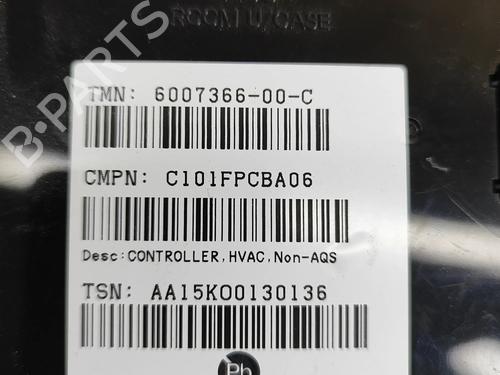 ROOM L/CASE
TMN: 6007366-00-C
CMPN: C101FPCBA06
Desc:CONTROLLER,HVAC,Non-AQS
TSN: AA15K00130136
Pb
B-PARTS